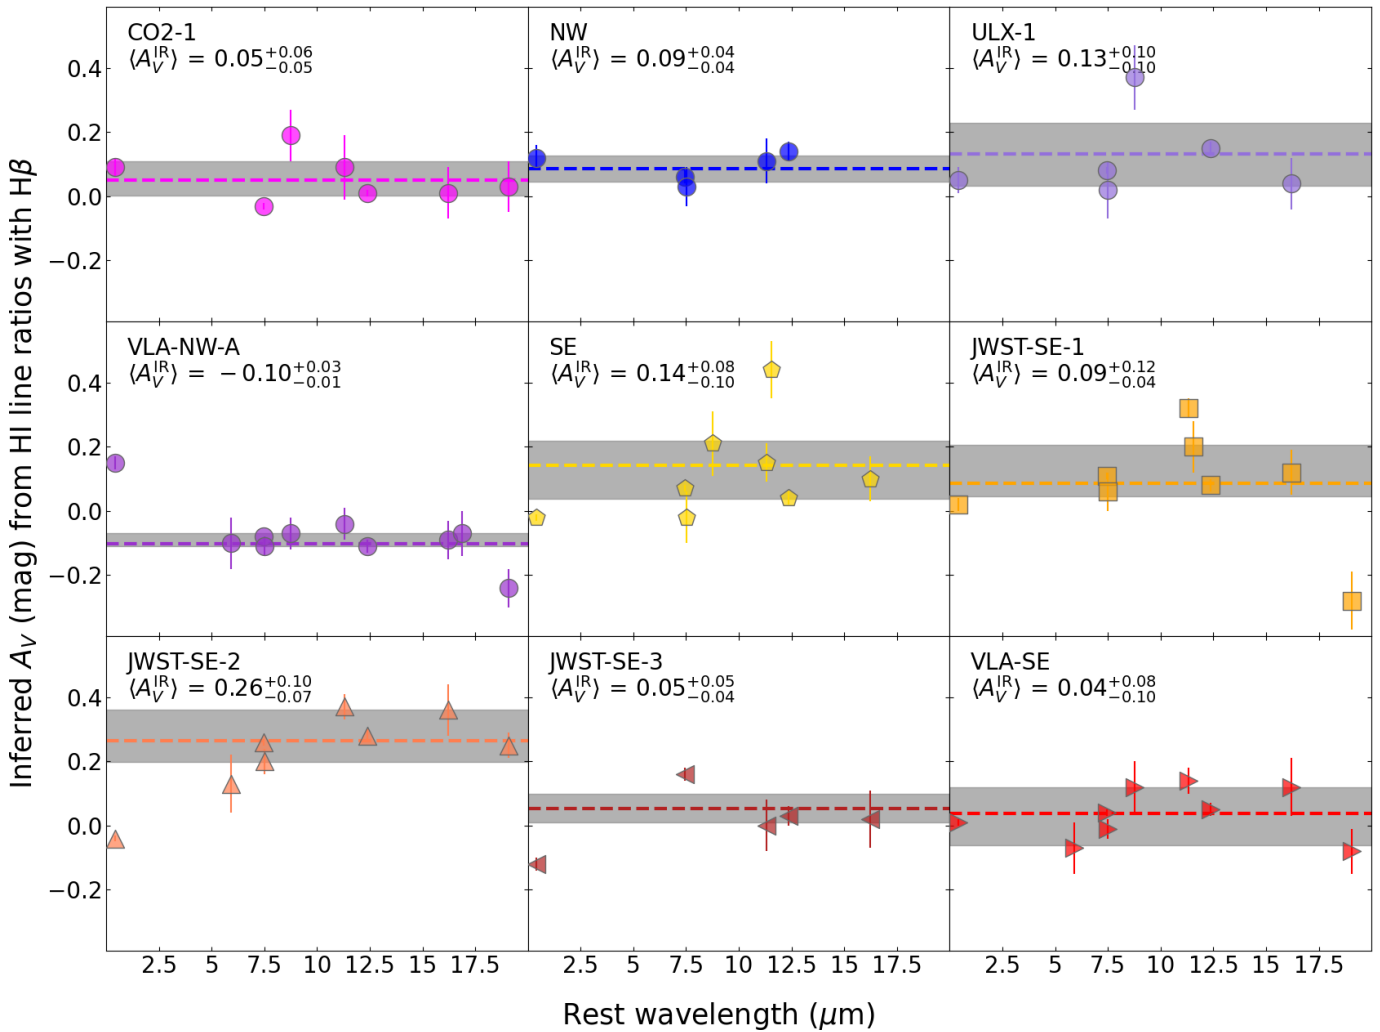 CO2-1
⟨A_V^IR⟩ = 0.05^{+0.06}_{−0.05}
NW
⟨A_V^IR⟩ = 0.09^{+0.04}_{−0.04}
ULX-1
⟨A_V^IR⟩ = 0.13^{+0.10}_{−0.10}
0.4
0.2
0.0
−0.2
VLA-NW-A
⟨A_V^IR⟩ = −0.10^{+0.03}_{−0.01}
SE
⟨A_V^IR⟩ = 0.14^{+0.08}_{−0.10}
JWST-SE-1
⟨A_V^IR⟩ = 0.09^{+0.12}_{−0.04}
0.4
0.2
0.0
−0.2
JWST-SE-2
⟨A_V^IR⟩ = 0.26^{+0.10}_{−0.07}
JWST-SE-3
⟨A_V^IR⟩ = 0.05^{+0.05}_{−0.04}
VLA-SE
⟨A_V^IR⟩ = 0.04^{+0.08}_{−0.10}
0.4
0.2
0.0
−0.2
2.5 5 7.5 10 12.5 17.5 2.5 5 7.5 10 12.5 17.5 2.5 5 7.5 10 12.5 17.5
Rest wavelength (μm)
Inferred A_V (mag) from HI line ratios with Hβ